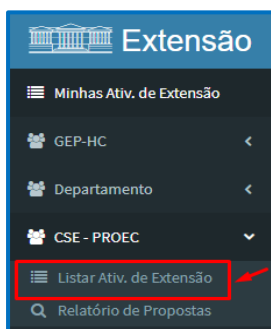 Extensão
Minhas Ativ. de Extensão
GEP-HC
Departamento
CSE - PROEC
Listar Ativ. de Extensão
Relatório de Propostas